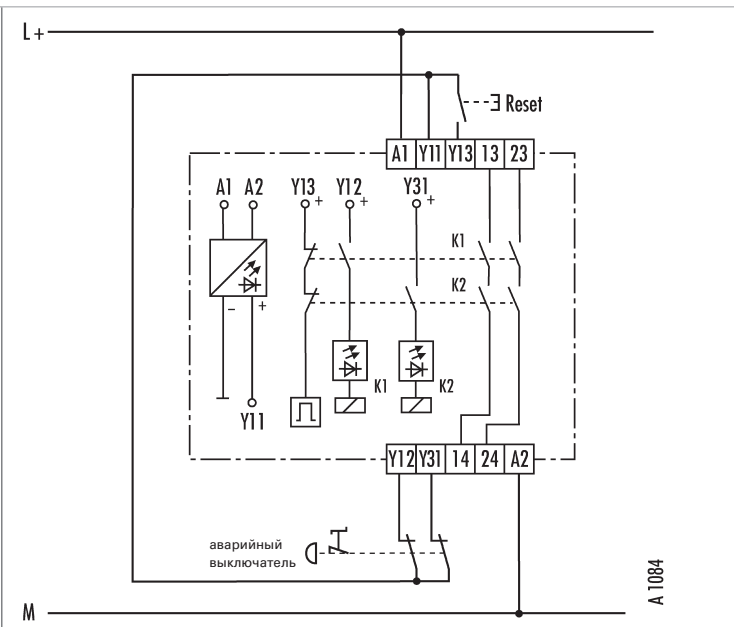 L+
Reset
A1 Y11 Y13 13 23
A1 A2 Y13 + Y12 + Y31 +
K1
K2
− +
K1 K2
Y11
Y12 Y31 14 24 A2
аварийный
выключатель
A 1084
M